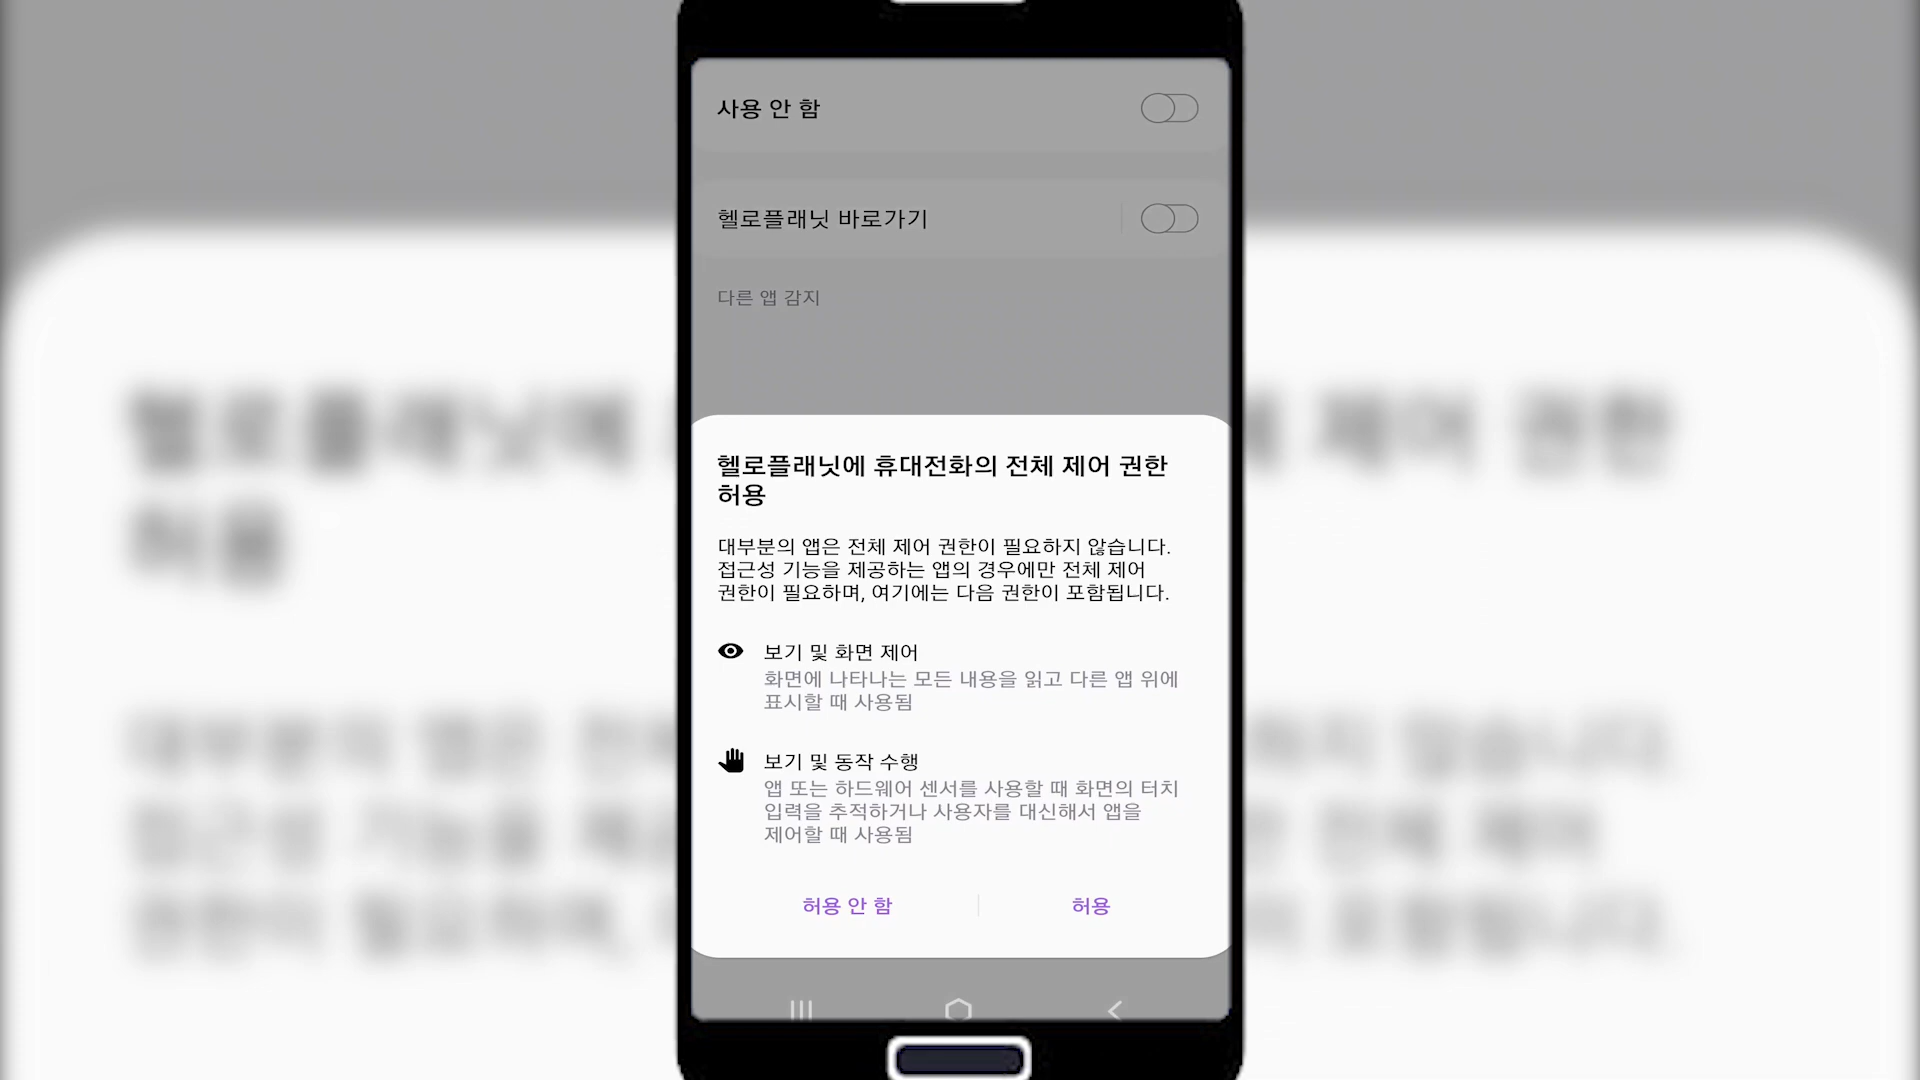 사용 안 함
헬로플래닛 바로가기
다른 앱 감지
헬로플래닛에 휴대전화의 전체 제어 권한
허용
대부분의 앱은 전체 제어 권한이 필요하지 않습니다.
접근성 기능을 제공하는 앱의 경우에만 전체 제어
권한이 필요하며, 여기에는 다음 권한이 포함됩니다.
보기 및 화면 제어
화면에 나타나는 모든 내용을 읽고 다른 앱 위에
표시할 때 사용됨
보기 및 동작 수행
앱 또는 하드웨어 센서를 사용할 때 화면의 터치
입력을 추적하거나 사용자를 대신해서 앱을
제어할 때 사용됨
허용 안 함
허용